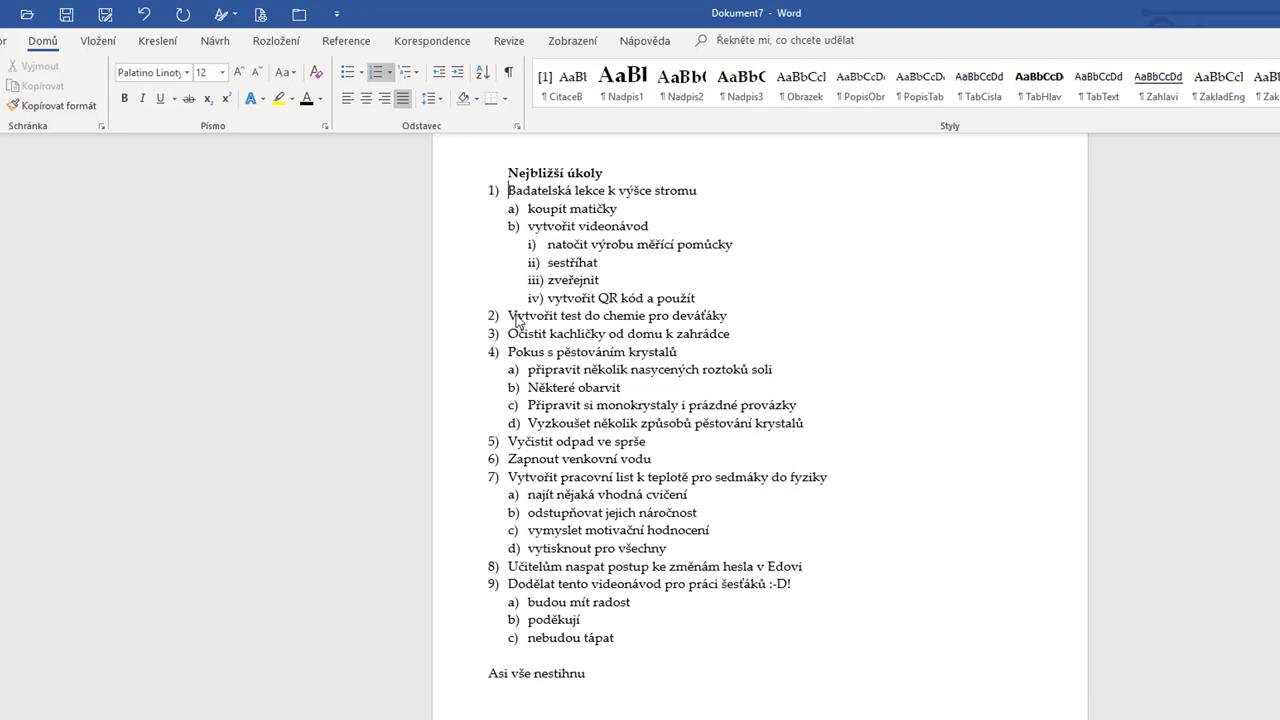 Dokument7 - Word
Domů Vložení Kreslení Návrh Rozložení Reference Korespondence Revize Zobrazení Nápověda Řekněte mi, co chcete udělat
Vyjmout
Kopírovat
Kopírovat formát
Schránka
Palatino Linoty 12
Písmo
Odstavec
[1] AaBl AaBl AaBb( AaBbC AaBbCcl AaBbCcD. AaBbCcL AaBbCcDd AaBbCcD AaBbCcDd AaBbCcDd AaBbCcl AaBbC
CitaceB Nadpis1 Nadpis2 Nadpis3 Obrazek PopisObr PopisTab TabCisla TabHlav TabText Zahlavi ZakladEng
Styly
Nejbližší úkoly
1) Badatelská lekce k výšce stromu
a) koupit matičky
b) vytvořit videonávod
i) natočit výrobu měřící pomůcky
ii) sestříhat
iii) zveřejnit
iv) vytvořit QR kód a použít
2) Vytvořit test do chemie pro deváťáky
3) Očistit kachličky od domu k zahrádce
4) Pokus s pěstováním krystalů
a) připravit několik nasycených roztoků soli
b) Některé obarvit
c) Připravit si monokrystaly i prázdné provázky
d) Vyzkoušet několik způsobů pěstování krystalů
5) Vyčistit odpad ve sprše
6) Zapnout venkovní vodu
7) Vytvořit pracovní list k teplotě pro sedmáky do fyziky
a) najít nějaká vhodná cvičení
b) odstupňovat jejich náročnost
c) vymyslet motivační hodnocení
d) vytisknout pro všechny
8) Učitelům naspat postup ke změnám hesla v Edovi
9) Dodělat tento videonávod pro práci šesťáků :-D!
a) budou mít radost
b) poděkují
c) nebudou tápat
Asi vše nestihnu